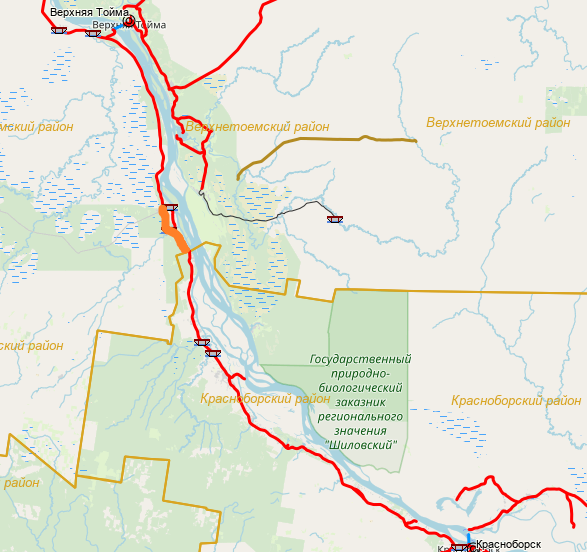 Верхняя Тойма
Верхняя Тойма
Верхнетоемский район
Верхнетоемский район
мский район
Государственный
природно-
биологический
заказник
регионального
значения
"Шиловский"
ский район
Красноборский район
Красноборский район
район
Красноборск